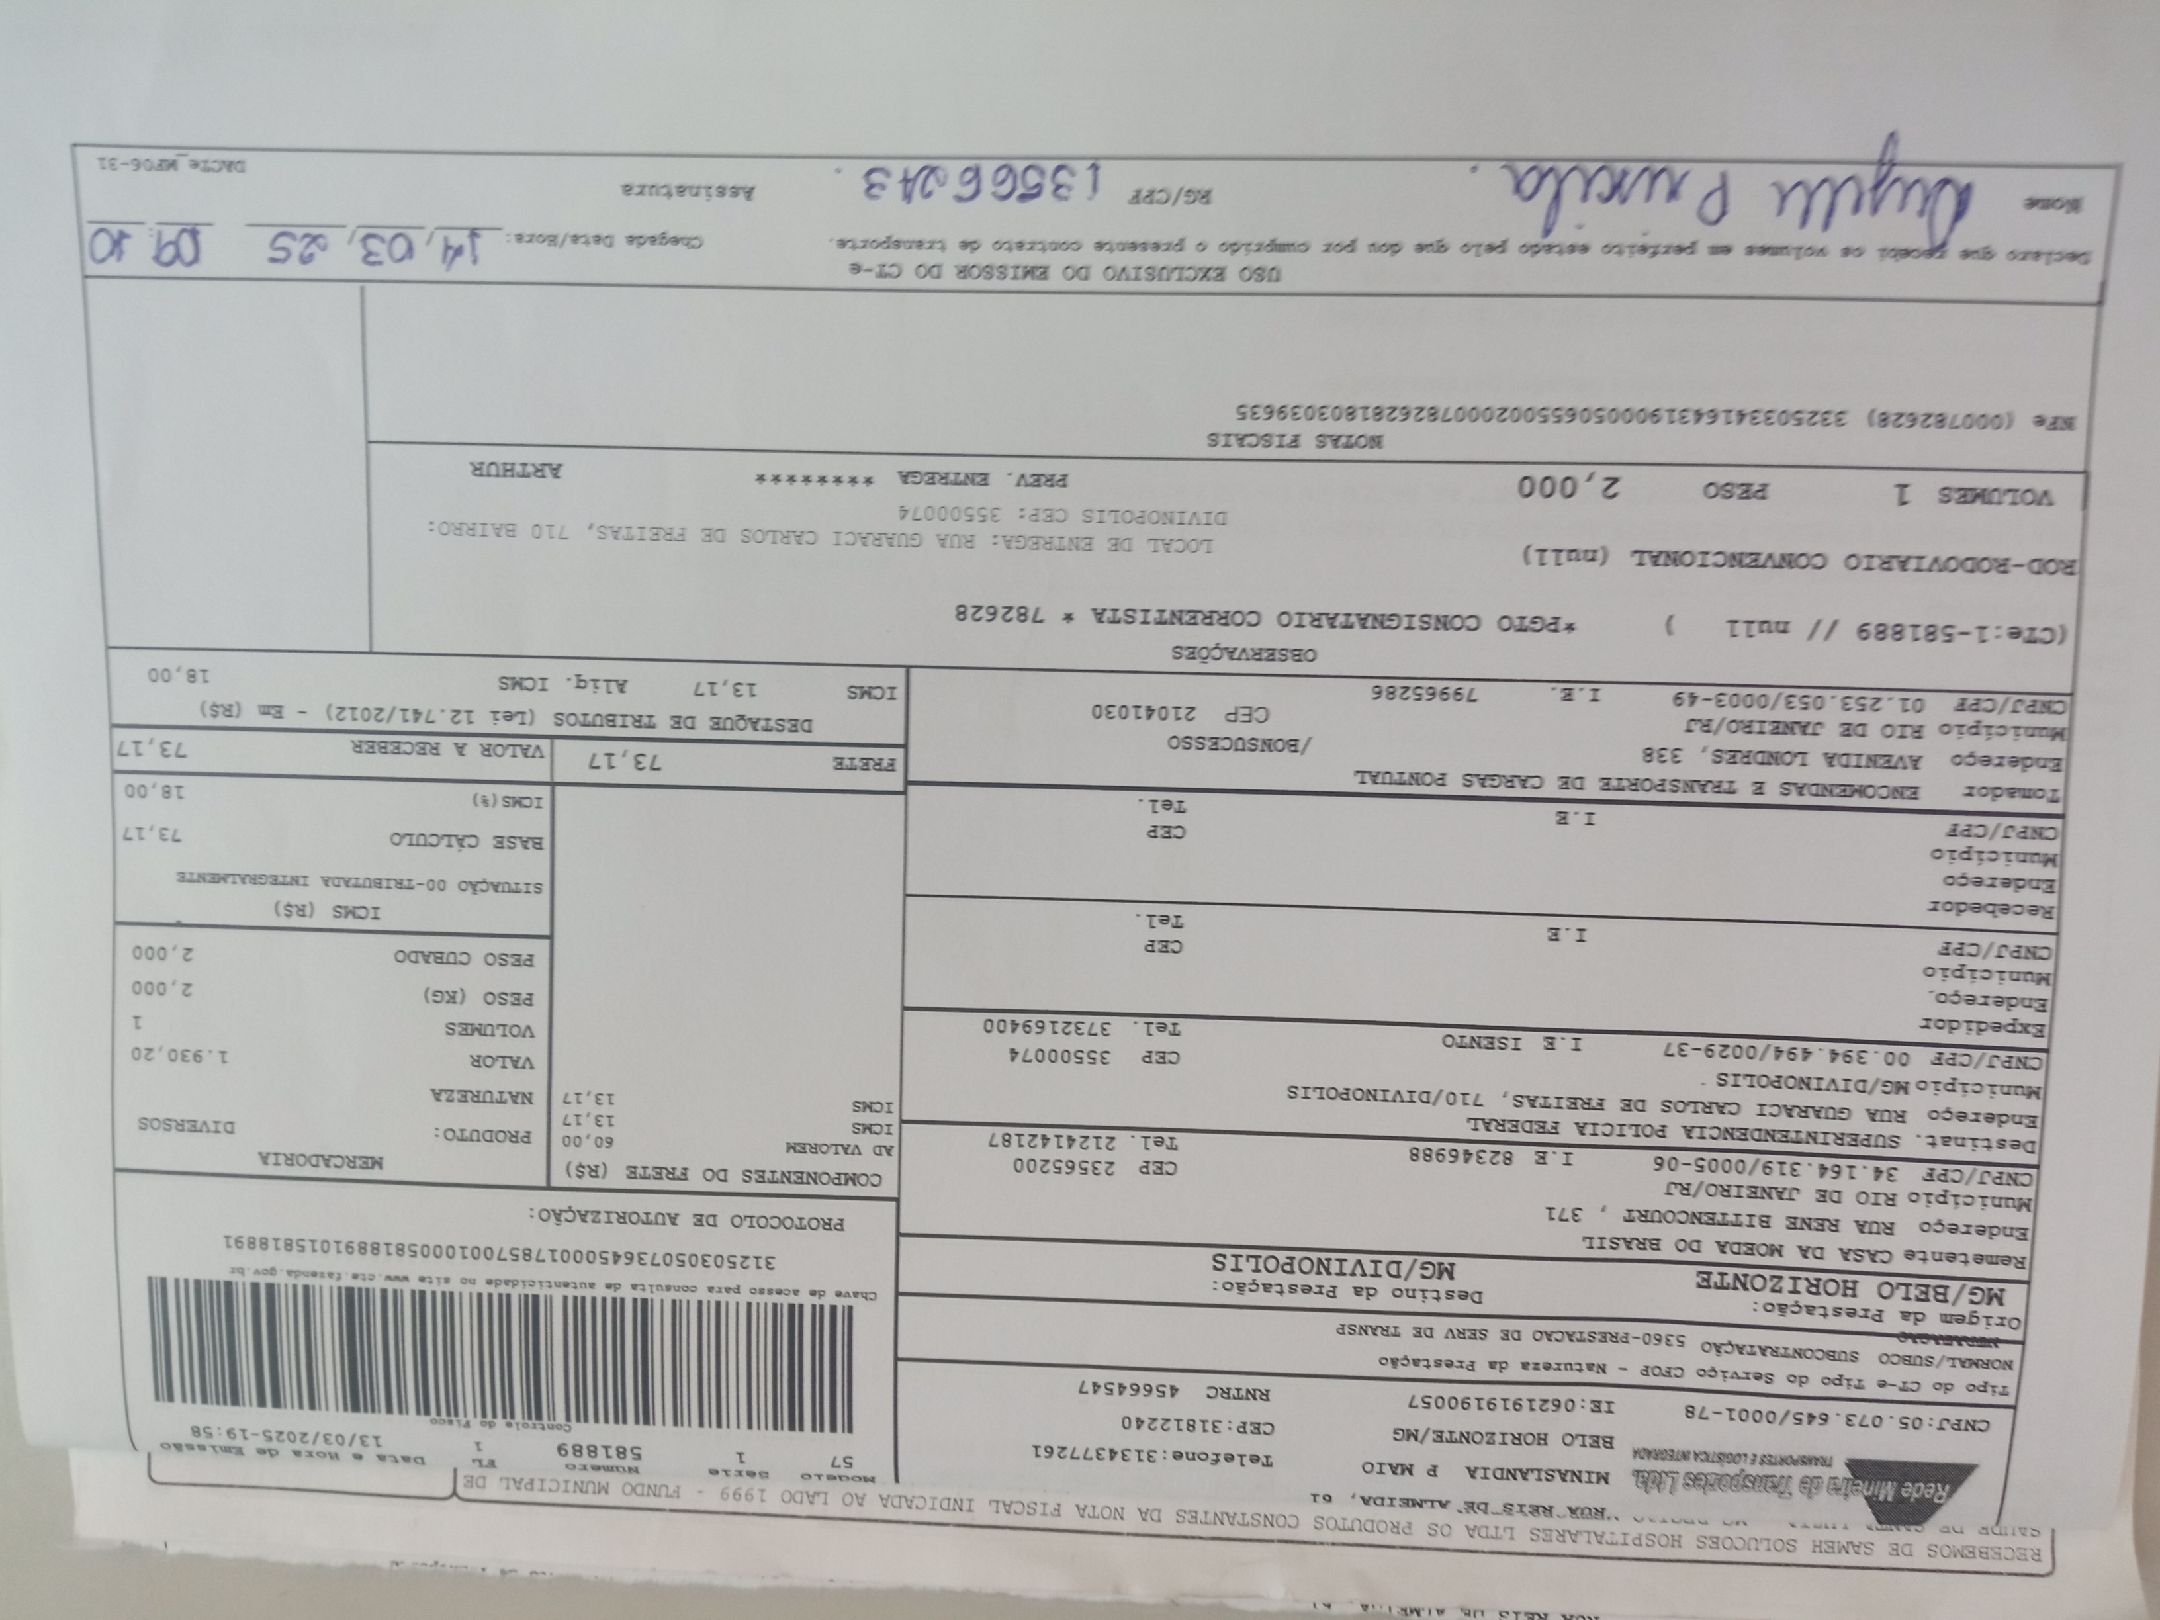 RECEBEMOS DE SAMEH SOLUCOES HOSPITALARES LTDA OS PRODUTOS CONSTANTES DA NOTA FISCAL INDICADA AO LADO 1999 - FUNDO MUNICIPAL DE
Rede Mineira de Transportes Ltda.
TRANSPORTES E LOGÍSTICA INTEGRADA
RUA REIS DE ALMEIDA, 61
MINASLANDIA P MAIO Telefone:3134377261
BELO HORIZONTE/MG CEP:31812240
CNPJ:05.073.645/0001-78 IE:0621919190057 RNTRC 45664547
Modelo Serie Numero FL Data e Hora de Emissão
57 1 581889 1 13/03/2025-19:58
Controle do Fisco
Chave de acesso para consulta de autenticidade no site www.cte.fazenda.gov.br
31250305073645000178570010005818891015818891
PROTOCOLO DE AUTORIZAÇÃO:
Tipo do CT-e Tipo do Serviço CFOP - Natureza da Prestação
NORMAL/SUBCO SUBCONTRATAÇÃO 5360-PRESTACAO DE SERV DE TRANSP
Origem da Prestação: Destino da Prestação:
MG/BELO HORIZONTE MG/DIVINOPOLIS
Remetente CASA DA MOEDA DO BRASIL
Endereço RUA RENE BITTENCOURT , 371
Município RIO DE JANEIRO/RJ CEP 23565200
CNPJ/CPF 34.164.319/0005-06 I.E 82346988 Tel. 2124142187
Destinat. SUPERINTENDENCIA POLICIA FEDERAL
Endereço RUA GUARACI CARLOS DE FREITAS, 710/DIVINOPOLIS
Município MG/DIVINOPOLIS CEP 35500074
CNPJ/CPF 00.394.494/0029-37 I.E ISENTO Tel. 3732169400
Expedidor
Endereço
Município CEP
CNPJ/CPF I.E Tel.
Recebedor
Endereço
Município CEP
CNPJ/CPF I.E Tel.
Tomador ENCOMENDAS E TRANSPORTE DE CARGAS PONTUAL
Endereço AVENIDA LONDRES, 338 /BONSUCESSO
Município RIO DE JANEIRO/RJ CEP 21041030
CNPJ/CPF 01.253.053/0003-49 I.E. 79965286
COMPONENTES DO FRETE (R$)
AD VALOREM 60,00
ICMS 13,17
ICMS 13,17
MERCADORIA
PRODUTO: DIVERSOS
NATUREZA
VALOR 1.930,20
VOLUMES 1
PESO (KG) 2,000
PESO CUBADO 2,000
ICMS (R$)
SITUAÇÃO 00-TRIBUTADA INTEGRALMENTE
BASE CÁLCULO 73,17
ICMS(%) 18,00
FRETE 73,17 VALOR A RECEBER 73,17
DESTAQUE DE TRIBUTOS (Lei 12.741/2012) - Em (R$)
ICMS 13,17 Aliq. ICMS 18,00
OBSERVAÇÕES
(CTe:1-581889 // null ) *PGTO CONSIGNATARIO CORRENTISTA * 782628
ROD-RODOVIARIO CONVENCIONAL (null)
LOCAL DE ENTREGA: RUA GUARACI CARLOS DE FREITAS, 710 BAIRRO:
DIVINOPOLIS CEP: 35500074
VOLUMES 1 PESO 2,000 PREV. ENTREGA ******** ARTHUR
NOTAS FISCAIS
NFe (000782628) 33250334164319000506550020007826281803039635
USO EXCLUSIVO DO EMISSOR DO CT-e
Declaro que recebi os volumes em perfeito estado pelo que dou por cumprido o presente contrato de transporte. Chegada Data/Hora: 14,03,25 09:10
Nome RG/CPF 13566243. Assinatura
DACTe_MF06-31